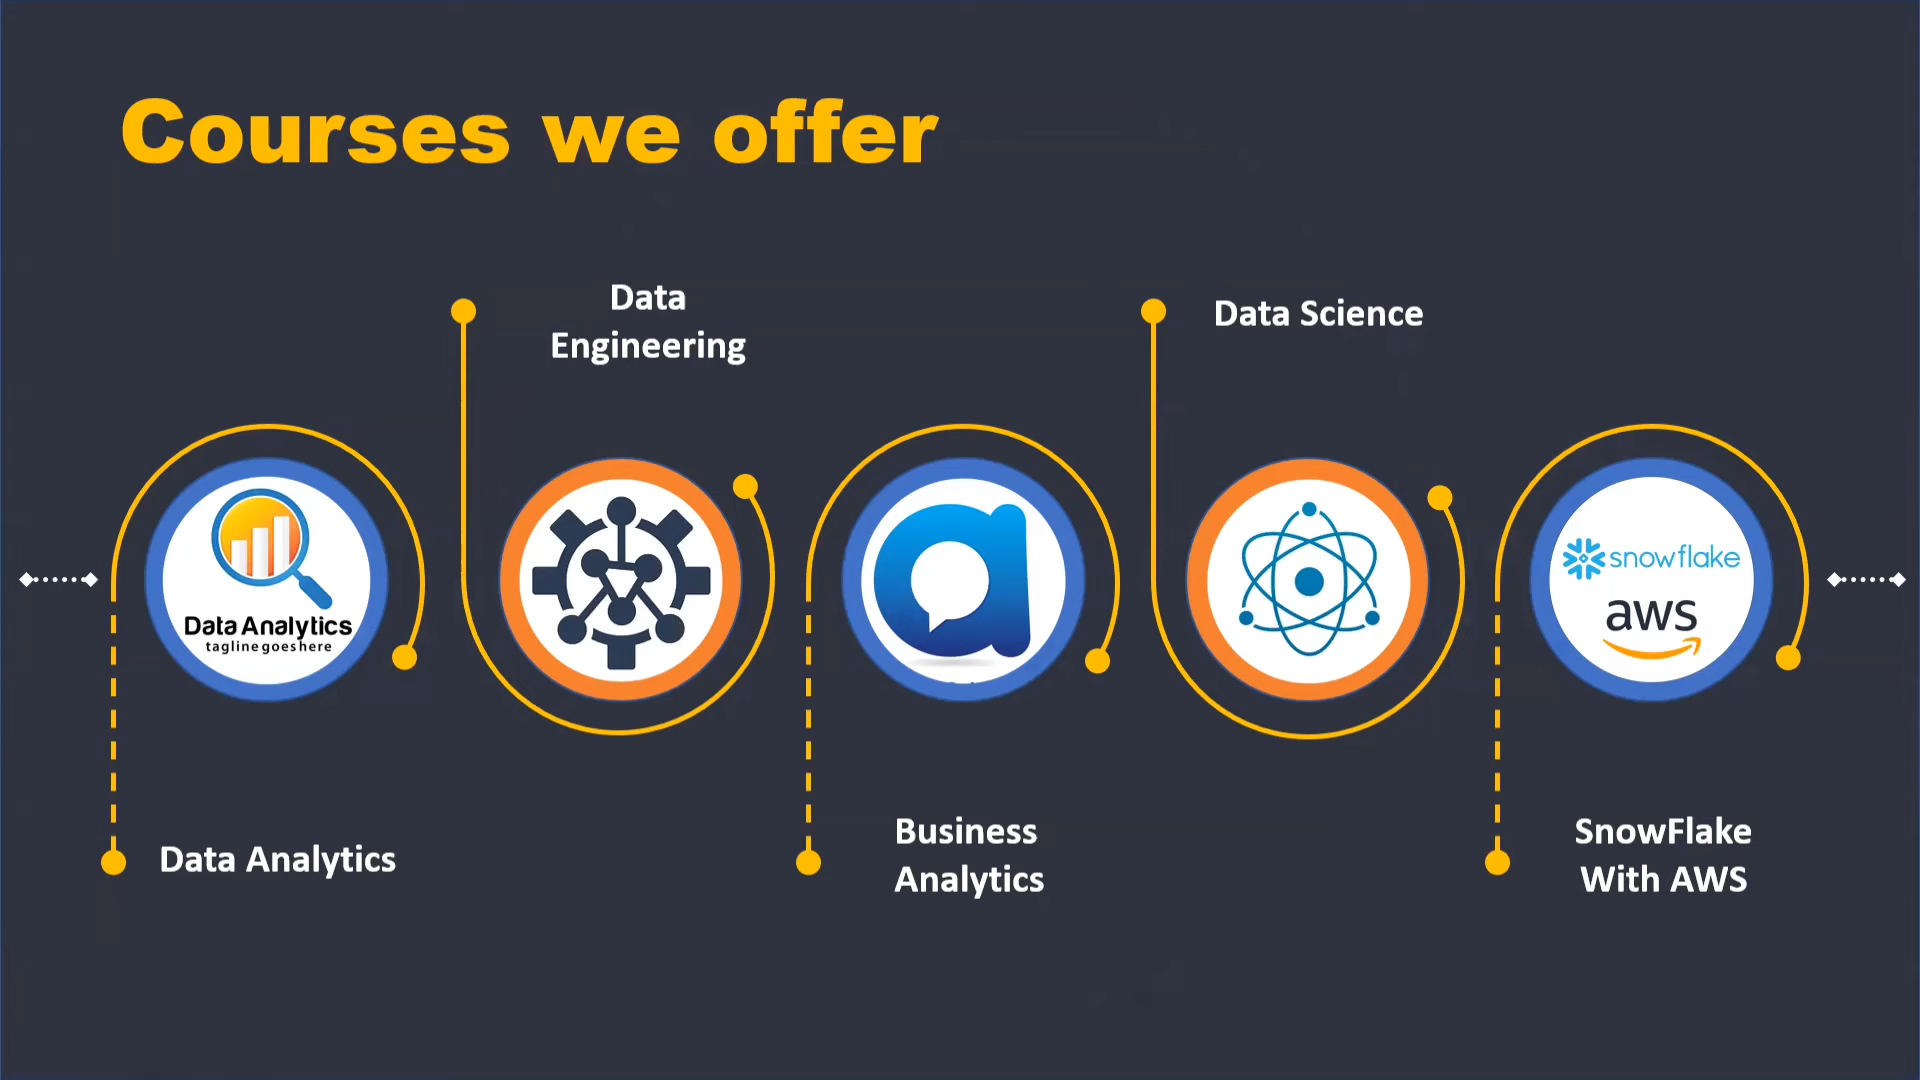 Courses we offer
Data
Engineering
Data Science
Data Analytics
tagline goes here
snowflake
aws
Data Analytics
Business
Analytics
SnowFlake
With AWS